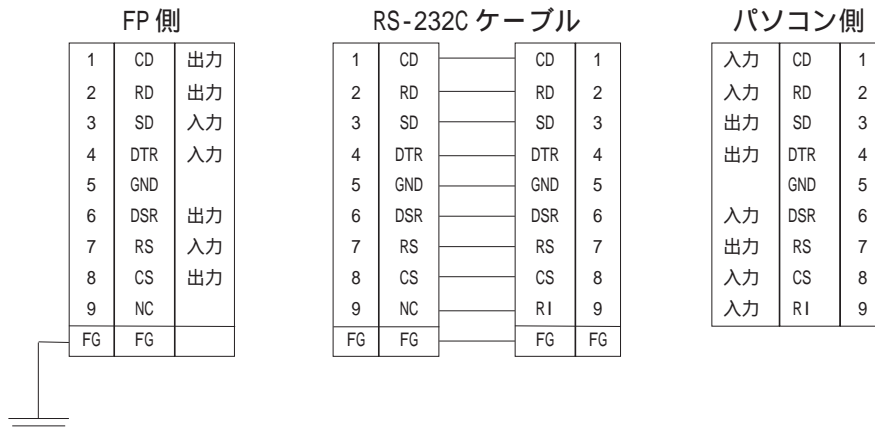 FP側 RS-232C ケーブル パソコン側
1 CD 出力 1 CD CD 1 入力 CD 1
2 RD 出力 2 RD RD 2 入力 RD 2
3 SD 入力 3 SD SD 3 出力 SD 3
4 DTR 入力 4 DTR DTR 4 出力 DTR 4
5 GND 5 GND GND 5 GND 5
6 DSR 出力 6 DSR DSR 6 入力 DSR 6
7 RS 入力 7 RS RS 7 出力 RS 7
8 CS 出力 8 CS CS 8 入力 CS 8
9 NC 9 NC RI 9 入力 RI 9
FG FG FG FG FG FG